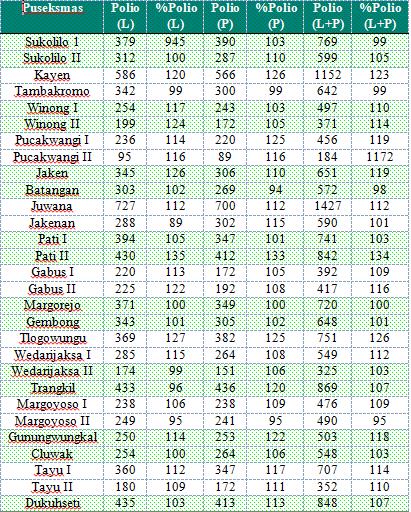 Puseksmas Polio (L) %Polio (L) Polio (P) %Polio (P) Polio (L+P) %Polio (L+P)
Sukolilo 1 379 945 390 103 769 99
Sukolilo II 312 100 287 110 599 105
Kayen 586 120 566 126 1152 123
Tambakromo 342 99 300 99 642 99
Winong I 254 117 243 103 497 110
Winong II 199 124 172 105 371 114
Pucakwangi I 236 114 220 125 456 119
Pucakwangi II 95 116 89 116 184 1172
Jaken 345 126 306 110 651 119
Batangan 303 102 269 94 572 98
Juwana 727 112 700 112 1427 112
Jakenan 288 89 302 115 590 101
Pati I 394 105 347 101 741 103
Pati II 430 135 412 133 842 134
Gabus I 220 113 172 105 392 109
Gabus II 225 122 192 108 417 116
Margorejo 371 100 349 100 720 100
Gembong 343 101 305 102 648 101
Tlogowungu 369 127 382 125 751 126
Wedarijaksa I 285 115 264 108 549 112
Wedarijaksa II 174 99 151 106 325 103
Trangkil 433 96 436 120 869 107
Margoyoso I 238 106 238 109 476 109
Margoyoso II 249 95 241 95 490 95
Gunungwungkal 250 114 253 122 503 118
Cluwak 254 100 264 106 548 103
Tayu I 360 112 347 117 707 114
Tayu II 180 109 172 111 352 110
Dukuhseti 435 103 413 113 848 107